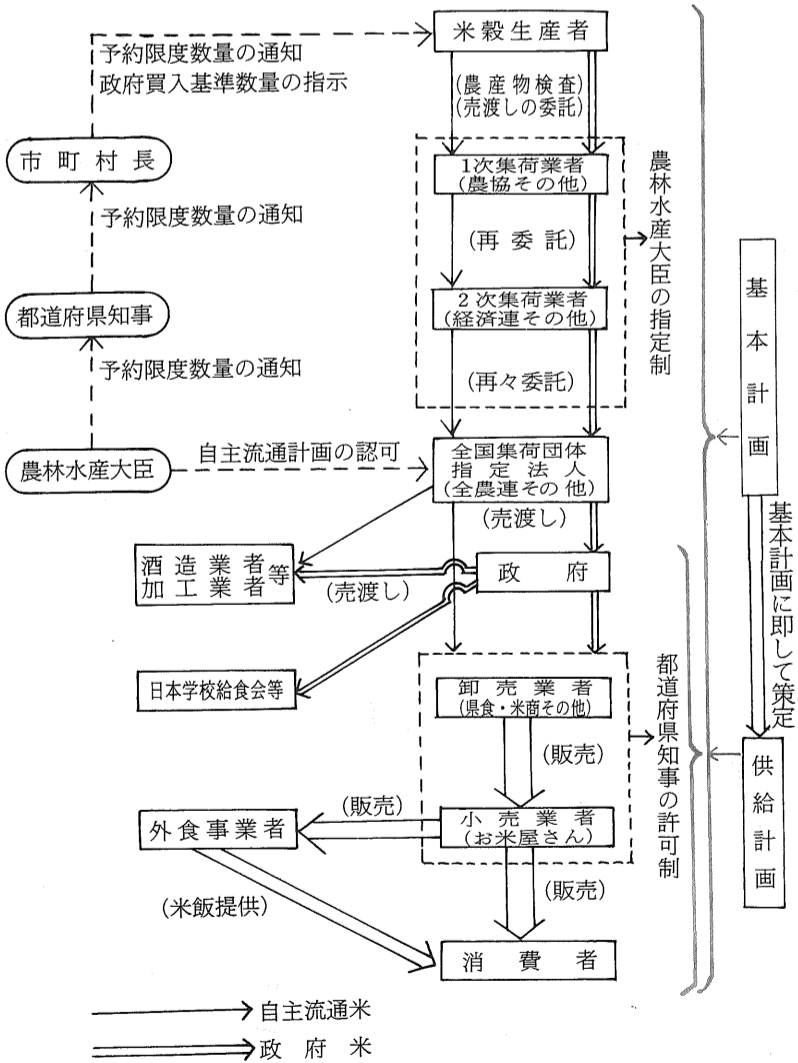 米穀生産者
予約限度数量の通知
政府買入基準数量の指示
(農産物検査)
(売渡しの委託)
市町村長
1次集荷業者
(農協その他)
農林水産大臣の指定制
予約限度数量の通知
(再委託)
都道府県知事
2次集荷業者
(経済連その他)
基本計画
予約限度数量の通知
(再々委託)
農林水産大臣
自主流通計画の認可
全国集荷団体
指定法人
(全農連その他)
(売渡し)
基本計画に即して策定
酒造業者等
加工業者
(売渡し)
政府
日本学校給食会等
卸売業者
(県食・米商その他)
都道府県知事の許可制
(販売)
供給計画
外食事業者
(販売)
小売業者
(お米屋さん)
(販売)
(米飯提供)
消費者
自主流通米
政府米